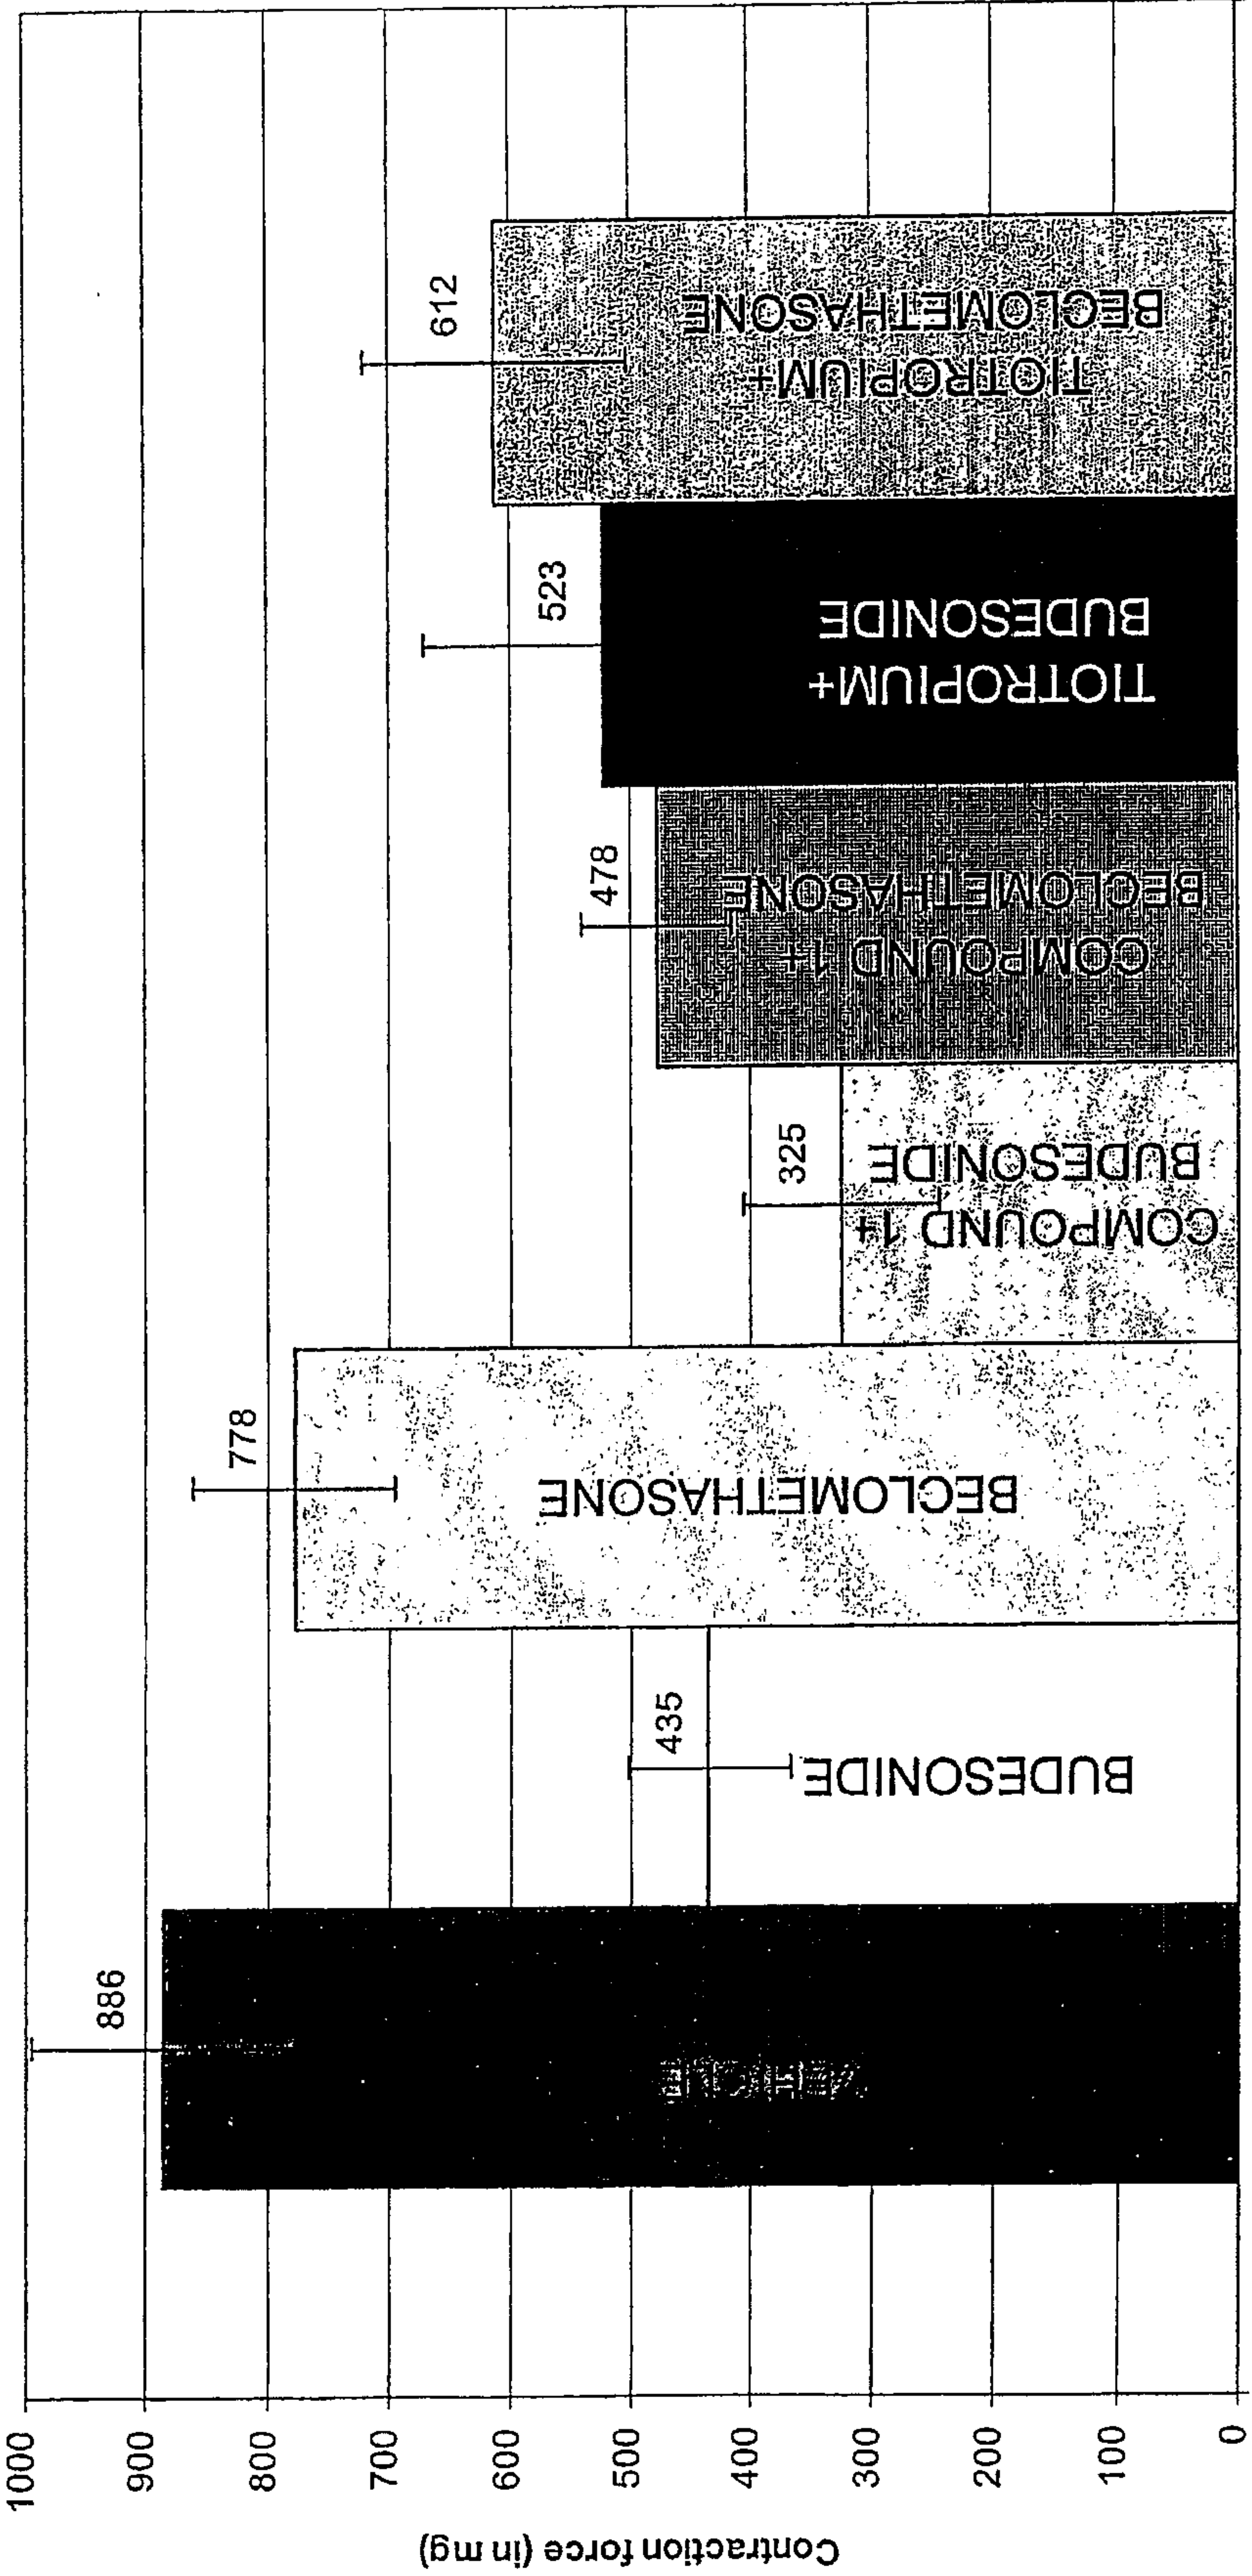 Contraction force (in mg)
1000
900
800
700
600
500
400
300
200
100
0
886
VEHICLE
435
BUDESONIDE
778
BECLOMETHASONE
325
COMPOUND 1+
BUDESONIDE
478
COMPOUND 1+
BECLOMETHASONE
523
TIOTROPIUM+
BUDESONIDE
612
TIOTROPIUM+
BECLOMETHASONE